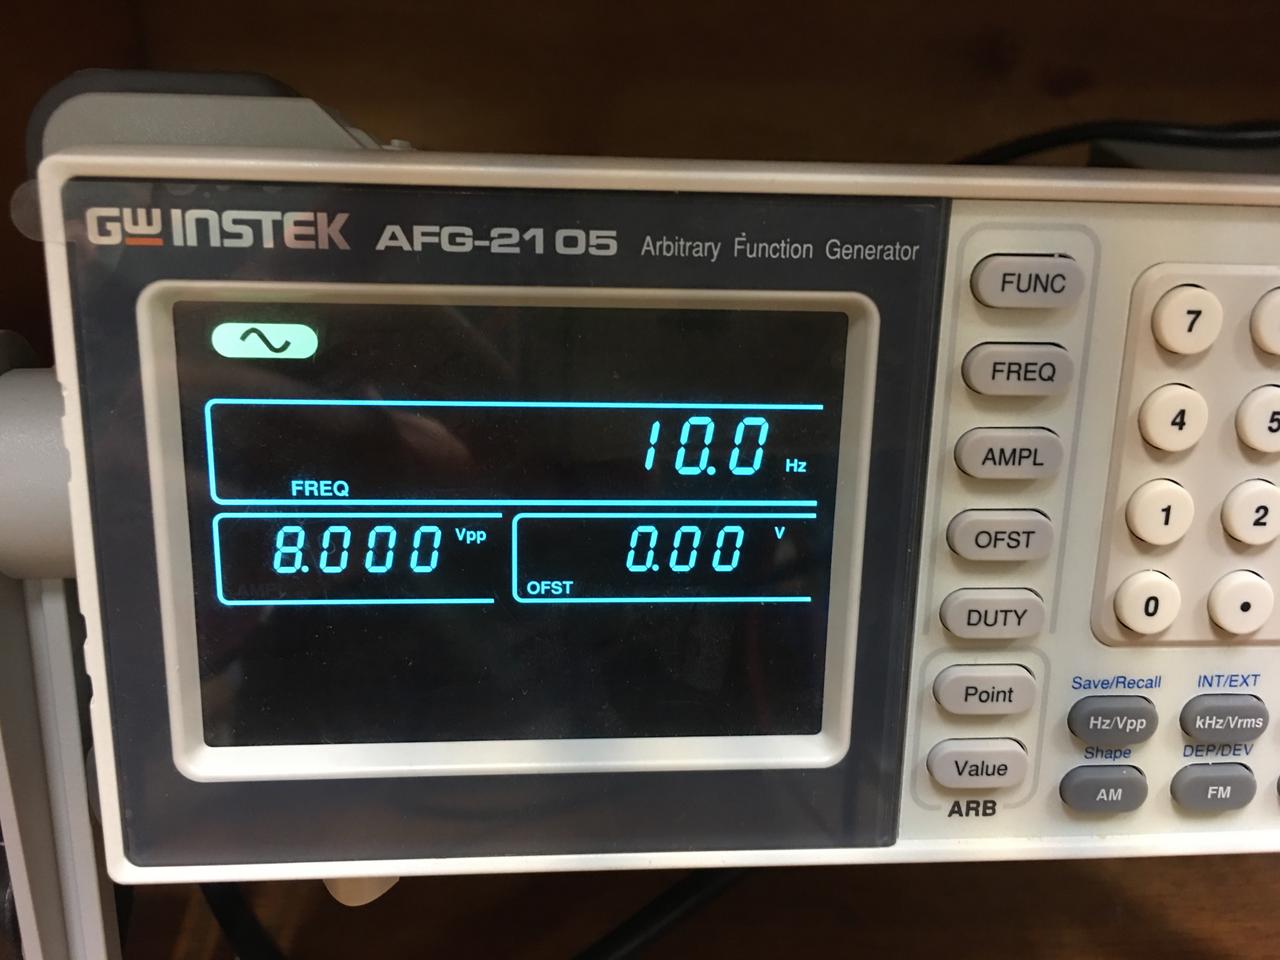 GW INSTEK AFG-2105 Arbitrary Function Generator
10.0 Hz
FREQ
8.000 Vpp
0.00 V
OFST
FUNC
FREQ
AMPL
OFST
DUTY
Point
Value
ARB
7
4 5
1 2
0 •
Save/Recall INT/EXT
Hz/Vpp kHz/Vrms
Shape DEP/DEV
AM FM